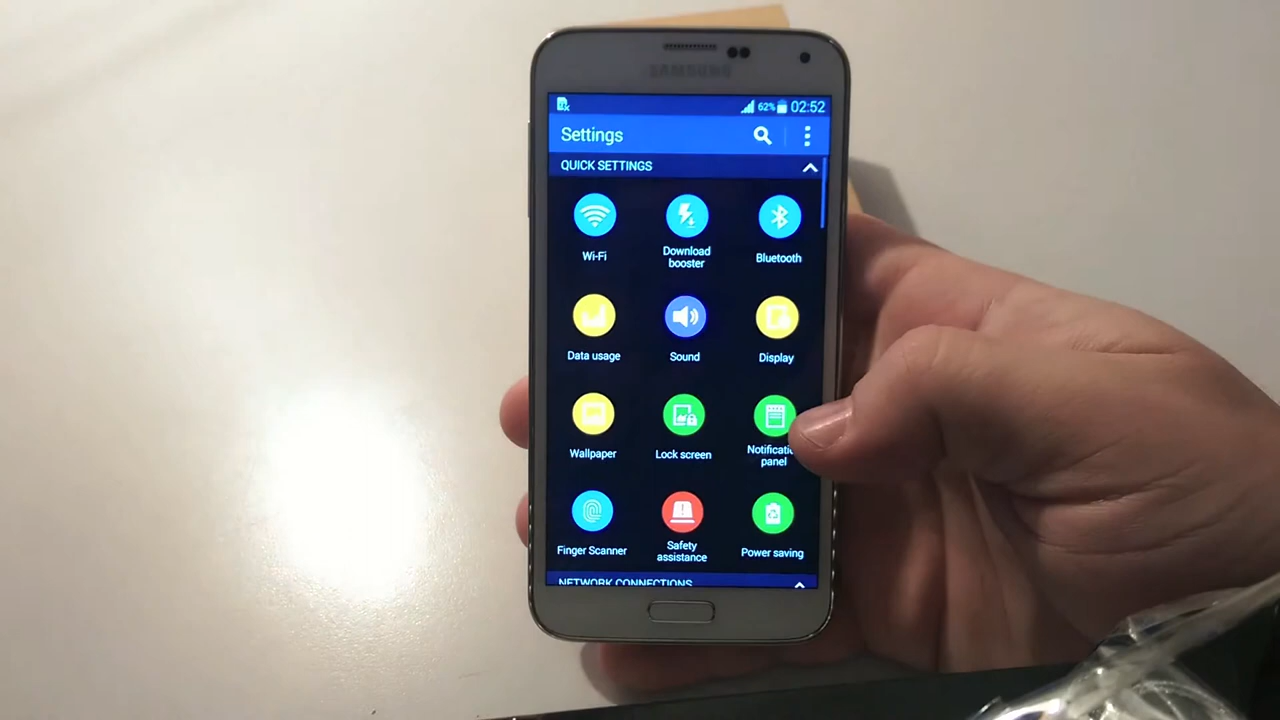 SAMSUNG
62% 02:52
Settings
QUICK SETTINGS
Wi-Fi
Download
booster
Bluetooth
Data usage
Sound
Display
Wallpaper
Lock screen
Notificatio
panel
Finger Scanner
Safety
assistance
Power saving
NETWORK CONNECTIONS